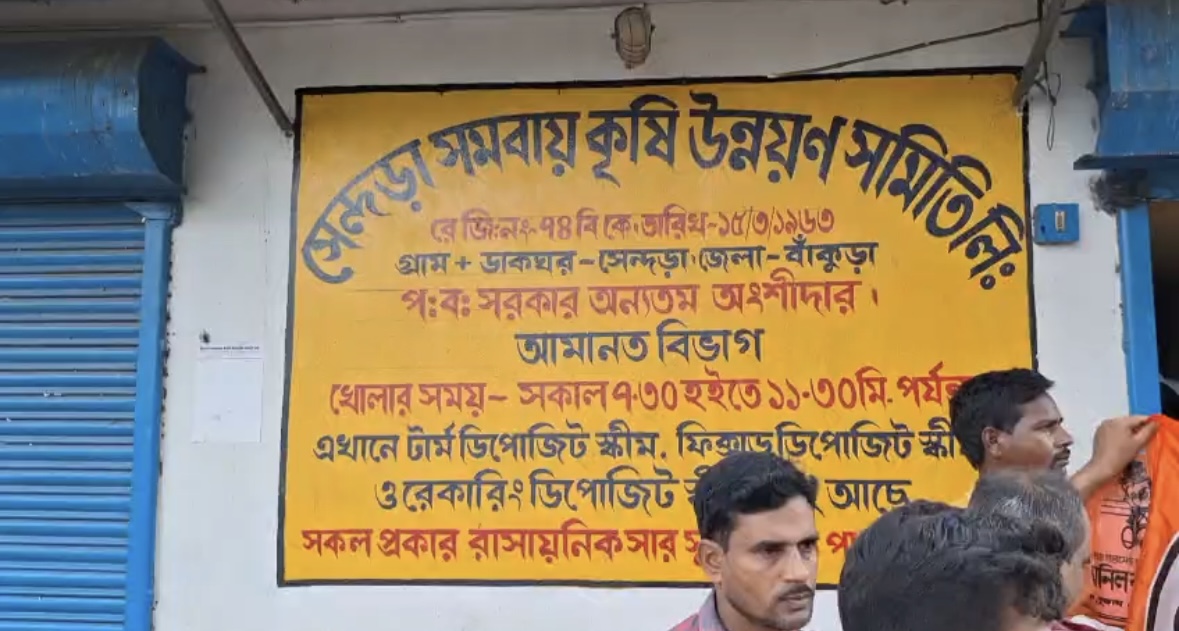 সেন্দড়া সমবায় কৃষি উন্নয়ণ সমিতি লিঃ
রেজিঃনং-৭৪ বি কে. তারিখ-১৫/৩/১৯৬৩
গ্রাম + ডাকঘর - সেন্দড়া. জেলা - বাঁকুড়া
প:ব: সরকার অন্যতম অংশীদার ।
আমানত বিভাগ
খোলার সময় - সকাল ৭.৩০ হইতে ১১.৩০মি. পর্যন্ত
এখানে টার্ম ডিপোজিট স্কীম. ফিক্সড ডিপোজিট
ও রেকারিং ডিপোজিট আছে
সকল প্রকার রাসায়নিক সার